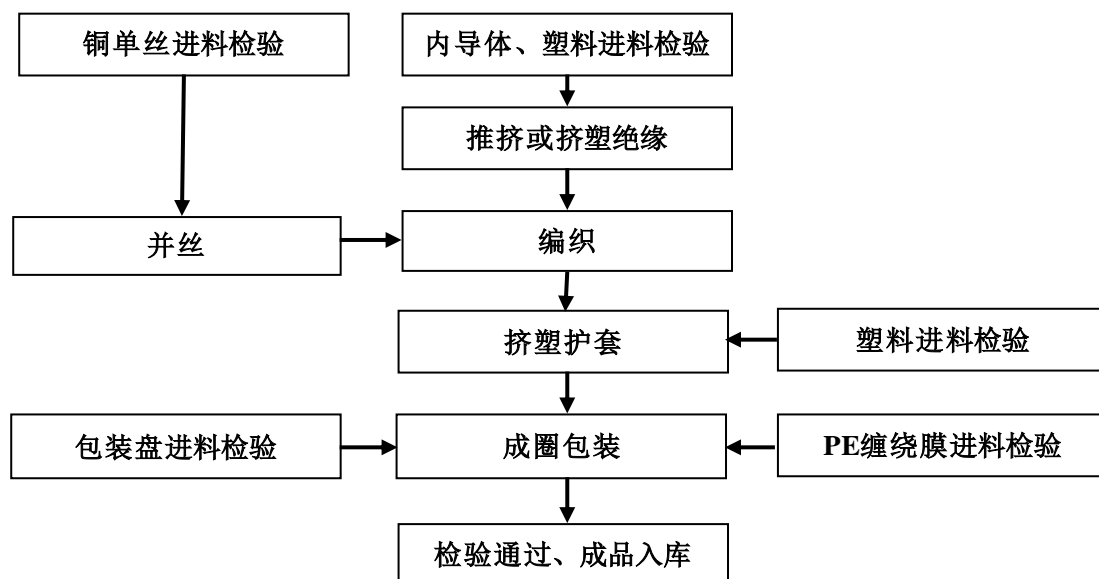 铜单丝进料检验
内导体、塑料进料检验
推挤或挤塑绝缘
并丝
编织
挤塑护套
塑料进料检验
包装盘进料检验
成圈包装
PE缠绕膜进料检验
检验通过、成品入库